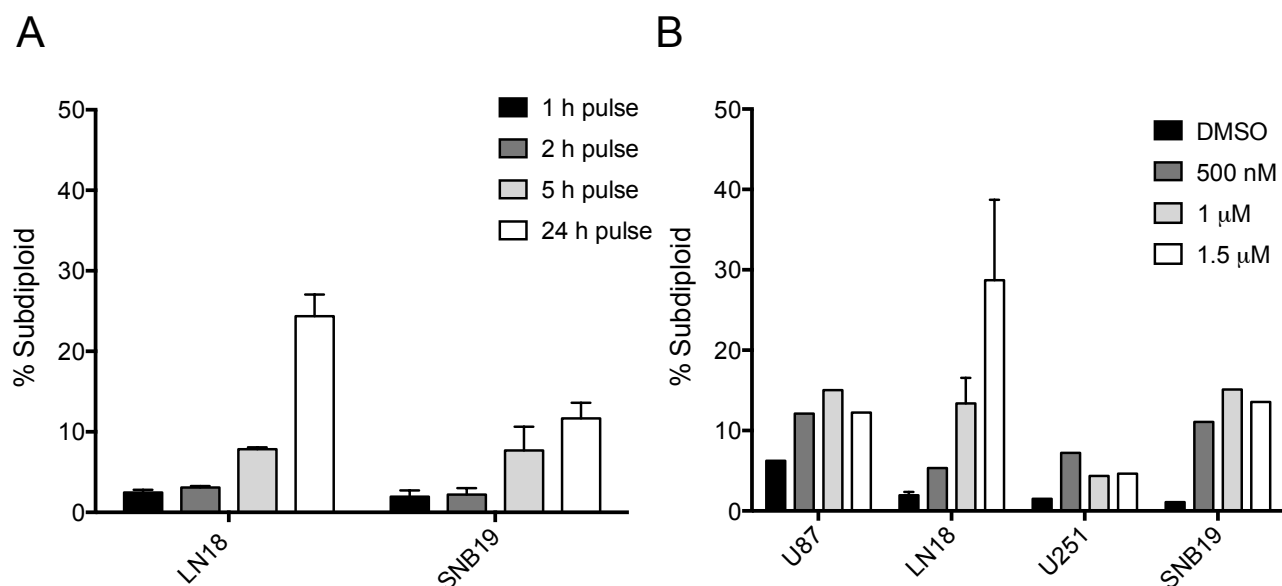 A
% Subdiploid
50
40
30
20
10
0
1 h pulse
2 h pulse
5 h pulse
24 h pulse
LN18
SNB19
B
% Subdiploid
50
40
30
20
10
0
DMSO
500 nM
1 μM
1.5 μM
U87
LN18
U251
SNB19